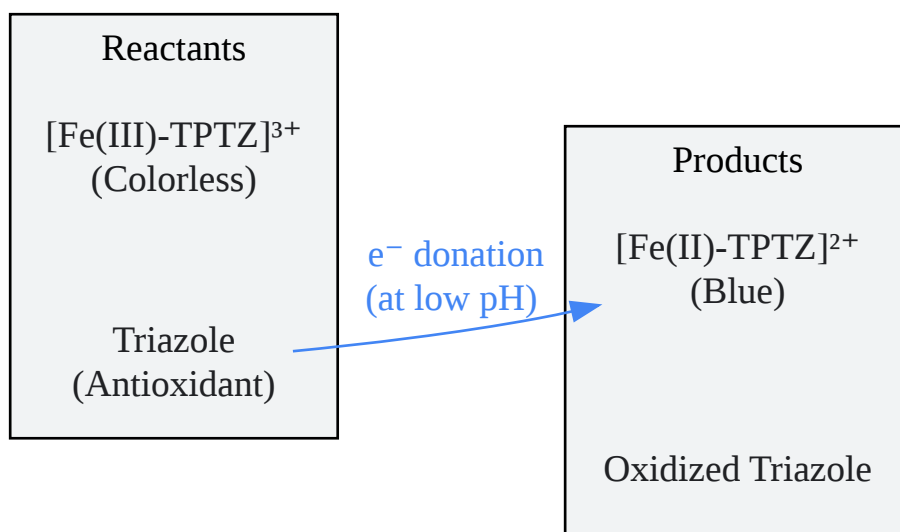 Reactants
[Fe(III)-TPTZ]³⁺
(Colorless)
Triazole
(Antioxidant)
e⁻ donation
(at low pH)
Products
[Fe(II)-TPTZ]²⁺
(Blue)
Oxidized Triazole